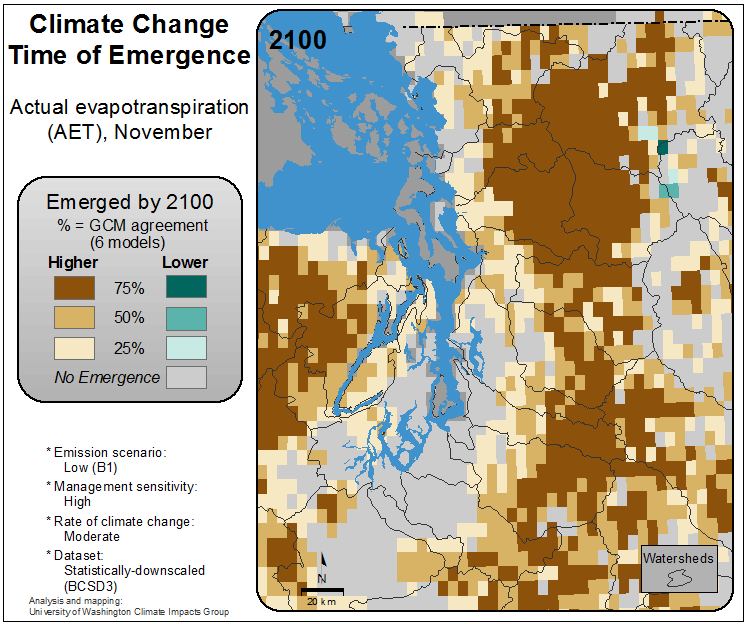 Climate Change
Time of Emergence
Actual evapotranspiration
(AET), November
Emerged by 2100
% = GCM agreement
(6 models)
Higher Lower
75%
50%
25%
No Emergence
* Emission scenario:
Low (B1)
* Management sensitivity:
High
* Rate of climate change:
Moderate
* Dataset:
Statistically-downscaled
(BCSD3)
Analysis and mapping:
University of Washington Climate Impacts Group
2100
N
20 km
Watersheds